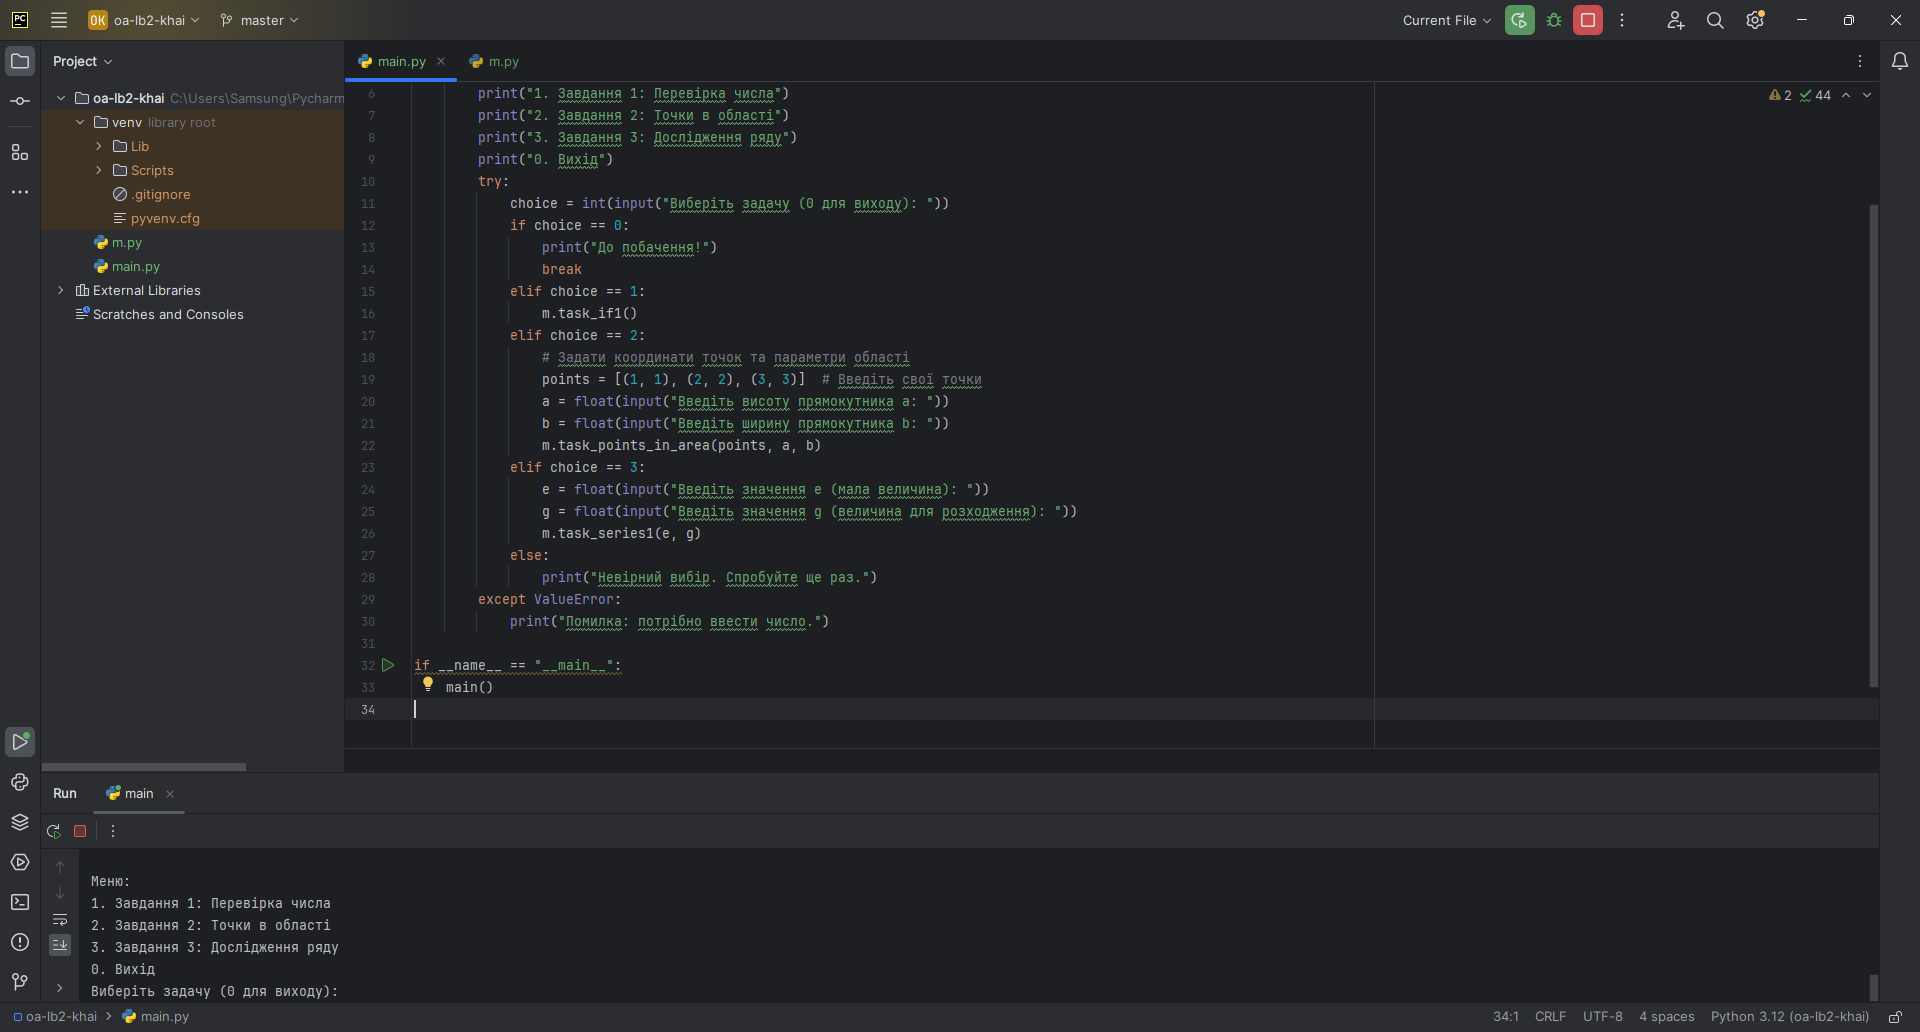 PC
OK oa-lb2-khai master Current File
Project
main.py m.py
oa-lb2-khai C:\Users\Samsung\Pycharm
venv library root
Lib
Scripts
.gitignore
pyvenv.cfg
m.py
main.py
External Libraries
Scratches and Consoles
2 44
6 print("1. Завдання 1: Перевірка числа")
7 print("2. Завдання 2: Точки в області")
8 print("3. Завдання 3: Дослідження ряду")
9 print("0. Вихід")
10 try:
11 choice = int(input("Виберіть задачу (0 для виходу): "))
12 if choice == 0:
13 print("До побачення!")
14 break
15 elif choice == 1:
16 m.task_if1()
17 elif choice == 2:
18 # Задати координати точок та параметри області
19 points = [(1, 1), (2, 2), (3, 3)]  # Введіть свої точки
20 a = float(input("Введіть висоту прямокутника a: "))
21 b = float(input("Введіть ширину прямокутника b: "))
22 m.task_points_in_area(points, a, b)
23 elif choice == 3:
24 e = float(input("Введіть значення e (мала величина): "))
25 g = float(input("Введіть значення g (величина для розходження): "))
26 m.task_series1(e, g)
27 else:
28 print("Невірний вибір. Спробуйте ще раз.")
29 except ValueError:
30 print("Помилка: потрібно ввести число.")
31
32 if __name__ == "__main__":
33 main()
34
Run main
Меню:
1. Завдання 1: Перевірка числа
2. Завдання 2: Точки в області
3. Завдання 3: Дослідження ряду
0. Вихід
Виберіть задачу (0 для виходу):
oa-lb2-khai main.py 34:1 CRLF UTF-8 4 spaces Python 3.12 (oa-lb2-khai)